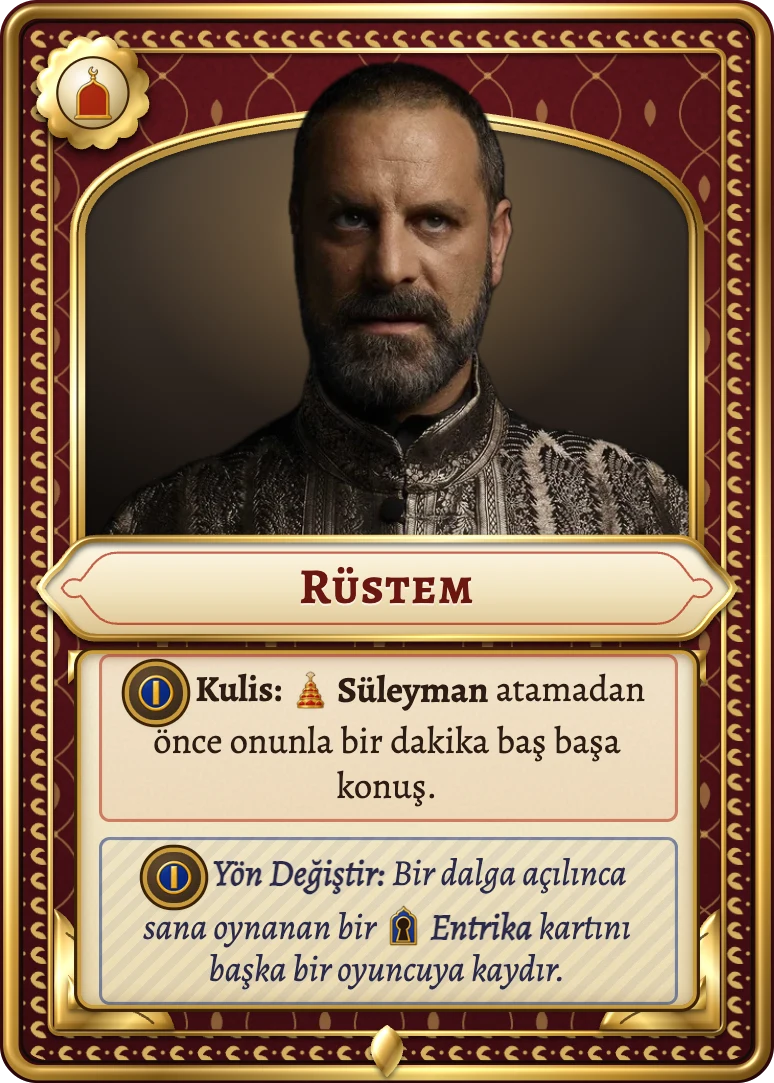 Rüstem
I Kulis: Süleyman atamadan
önce onunla bir dakika baş başa
konuş.
I Yön Değiştir: Bir dalga açılınca
sana oynanan bir Entrika kartını
başka bir oyuncuya kaydır.